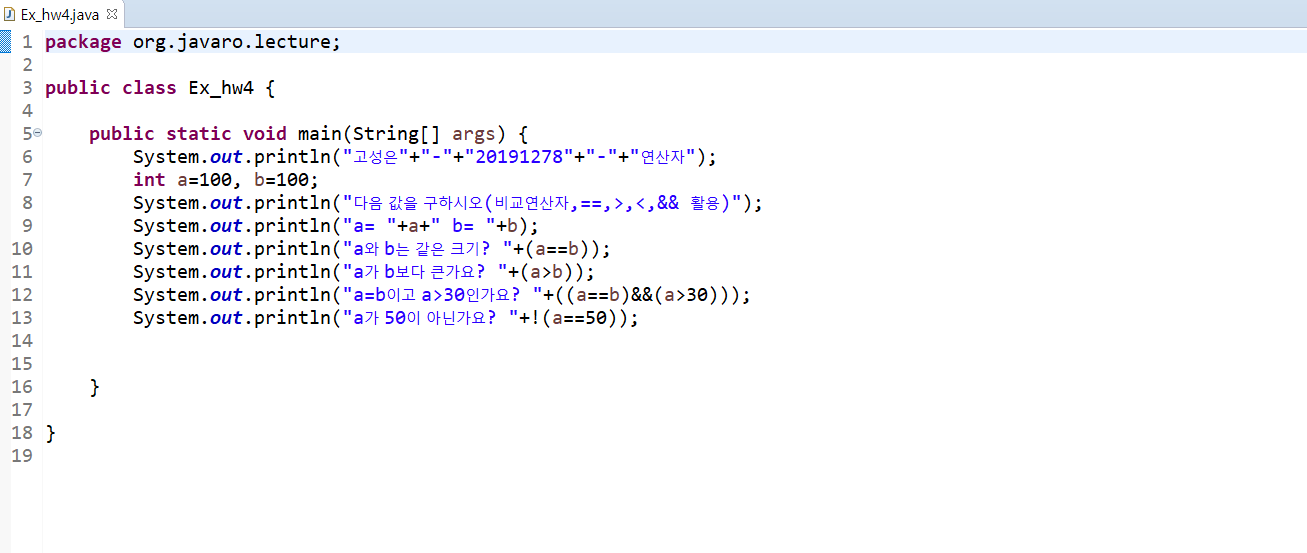 Ex_hw4.java
1 package org.javaro.lecture;
2
3 public class Ex_hw4 {
4
5     public static void main(String[] args) {
6         System.out.println("고성은"+"-"+"20191278"+"-"+"연산자");
7         int a=100, b=100;
8         System.out.println("다음 값을 구하시오(비교연산자,==,>,<,&& 활용)");
9         System.out.println("a= "+a+" b= "+b);
10         System.out.println("a와 b는 같은 크기? "+(a==b));
11         System.out.println("a가 b보다 큰가요? "+(a>b));
12         System.out.println("a=b이고 a>30인가요? "+((a==b)&&(a>30)));
13         System.out.println("a가 50이 아닌가요? "+!(a==50));
14
15
16     }
17
18 }
19